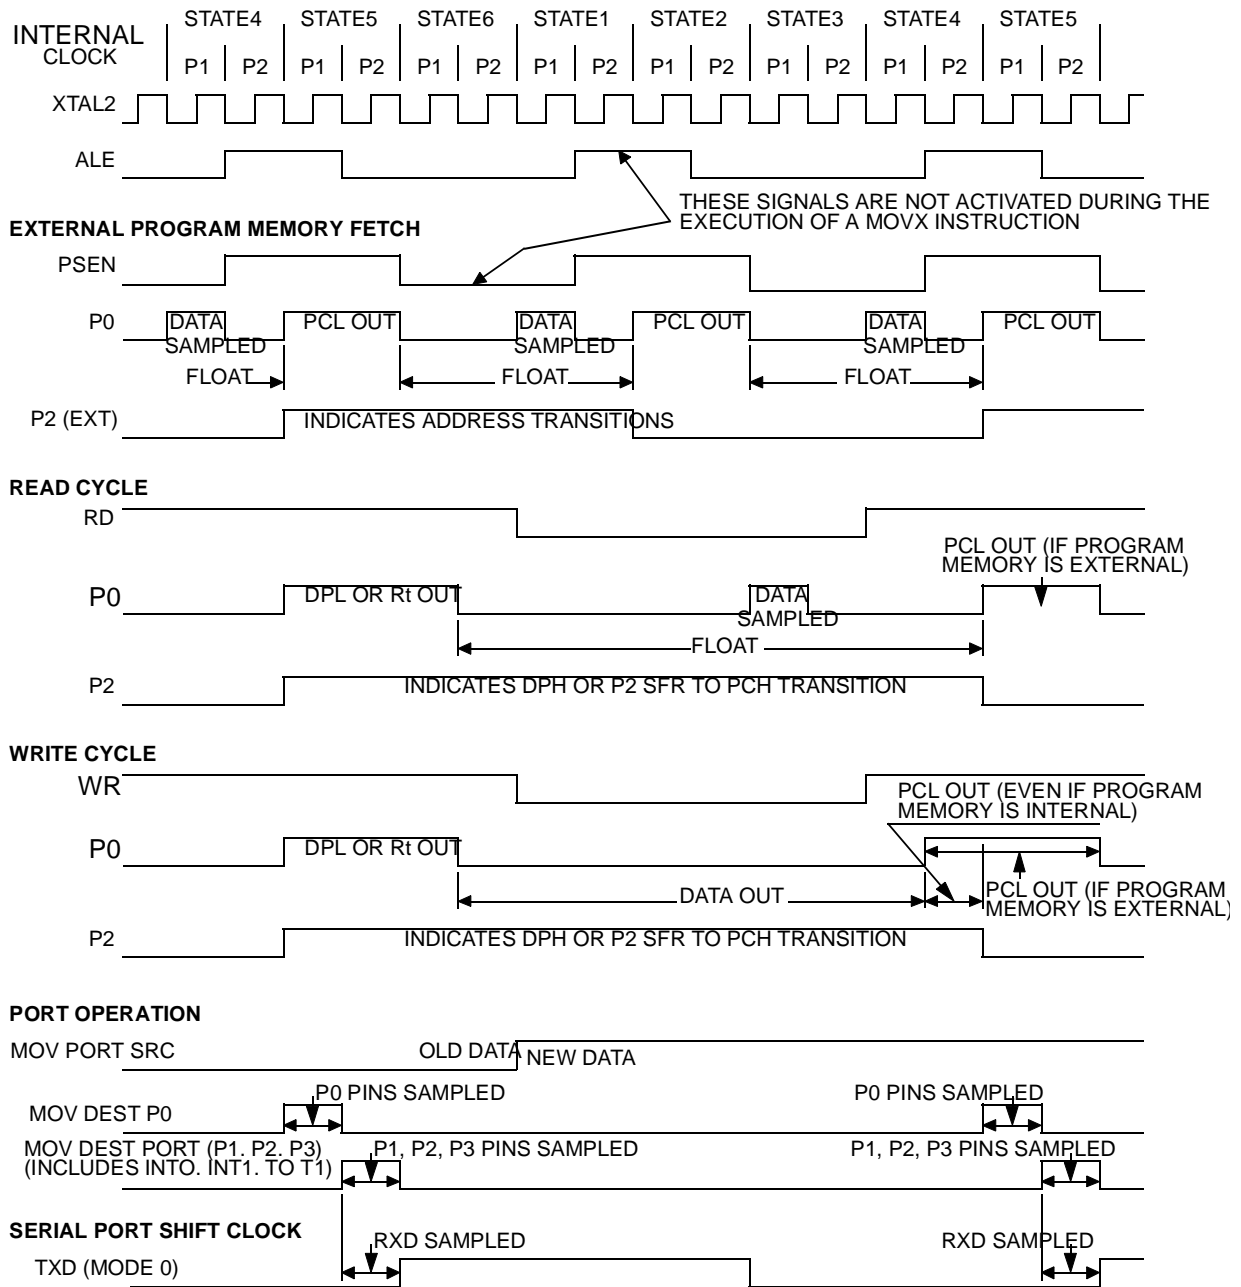 INTERNAL
CLOCK
STATE4 STATE5 STATE6 STATE1 STATE2 STATE3 STATE4 STATE5
P1 P2 P1 P2 P1 P2 P1 P2 P1 P2 P1 P2 P1 P2 P1 P2
XTAL2
ALE
THESE SIGNALS ARE NOT ACTIVATED DURING THE
EXECUTION OF A MOVX INSTRUCTION
EXTERNAL PROGRAM MEMORY FETCH
PSEN
P0
DATA PCL OUT DATA PCL OUT DATA PCL OUT
SAMPLED SAMPLED SAMPLED
FLOAT FLOAT FLOAT
P2 (EXT)
INDICATES ADDRESS TRANSITIONS
READ CYCLE
RD
PCL OUT (IF PROGRAM
MEMORY IS EXTERNAL)
P0
DPL OR Rt OUT
DATA
SAMPLED
FLOAT
P2
INDICATES DPH OR P2 SFR TO PCH TRANSITION
WRITE CYCLE
WR
PCL OUT (EVEN IF PROGRAM
MEMORY IS INTERNAL)
P0
DPL OR Rt OUT
DATA OUT
PCL OUT (IF PROGRAM
MEMORY IS EXTERNAL)
P2
INDICATES DPH OR P2 SFR TO PCH TRANSITION
PORT OPERATION
MOV PORT SRC
OLD DATA NEW DATA
P0 PINS SAMPLED P0 PINS SAMPLED
MOV DEST P0
MOV DEST PORT (P1. P2. P3)
(INCLUDES INTO. INT1. TO T1)
P1, P2, P3 PINS SAMPLED P1, P2, P3 PINS SAMPLED
SERIAL PORT SHIFT CLOCK
RXD SAMPLED RXD SAMPLED
TXD (MODE 0)